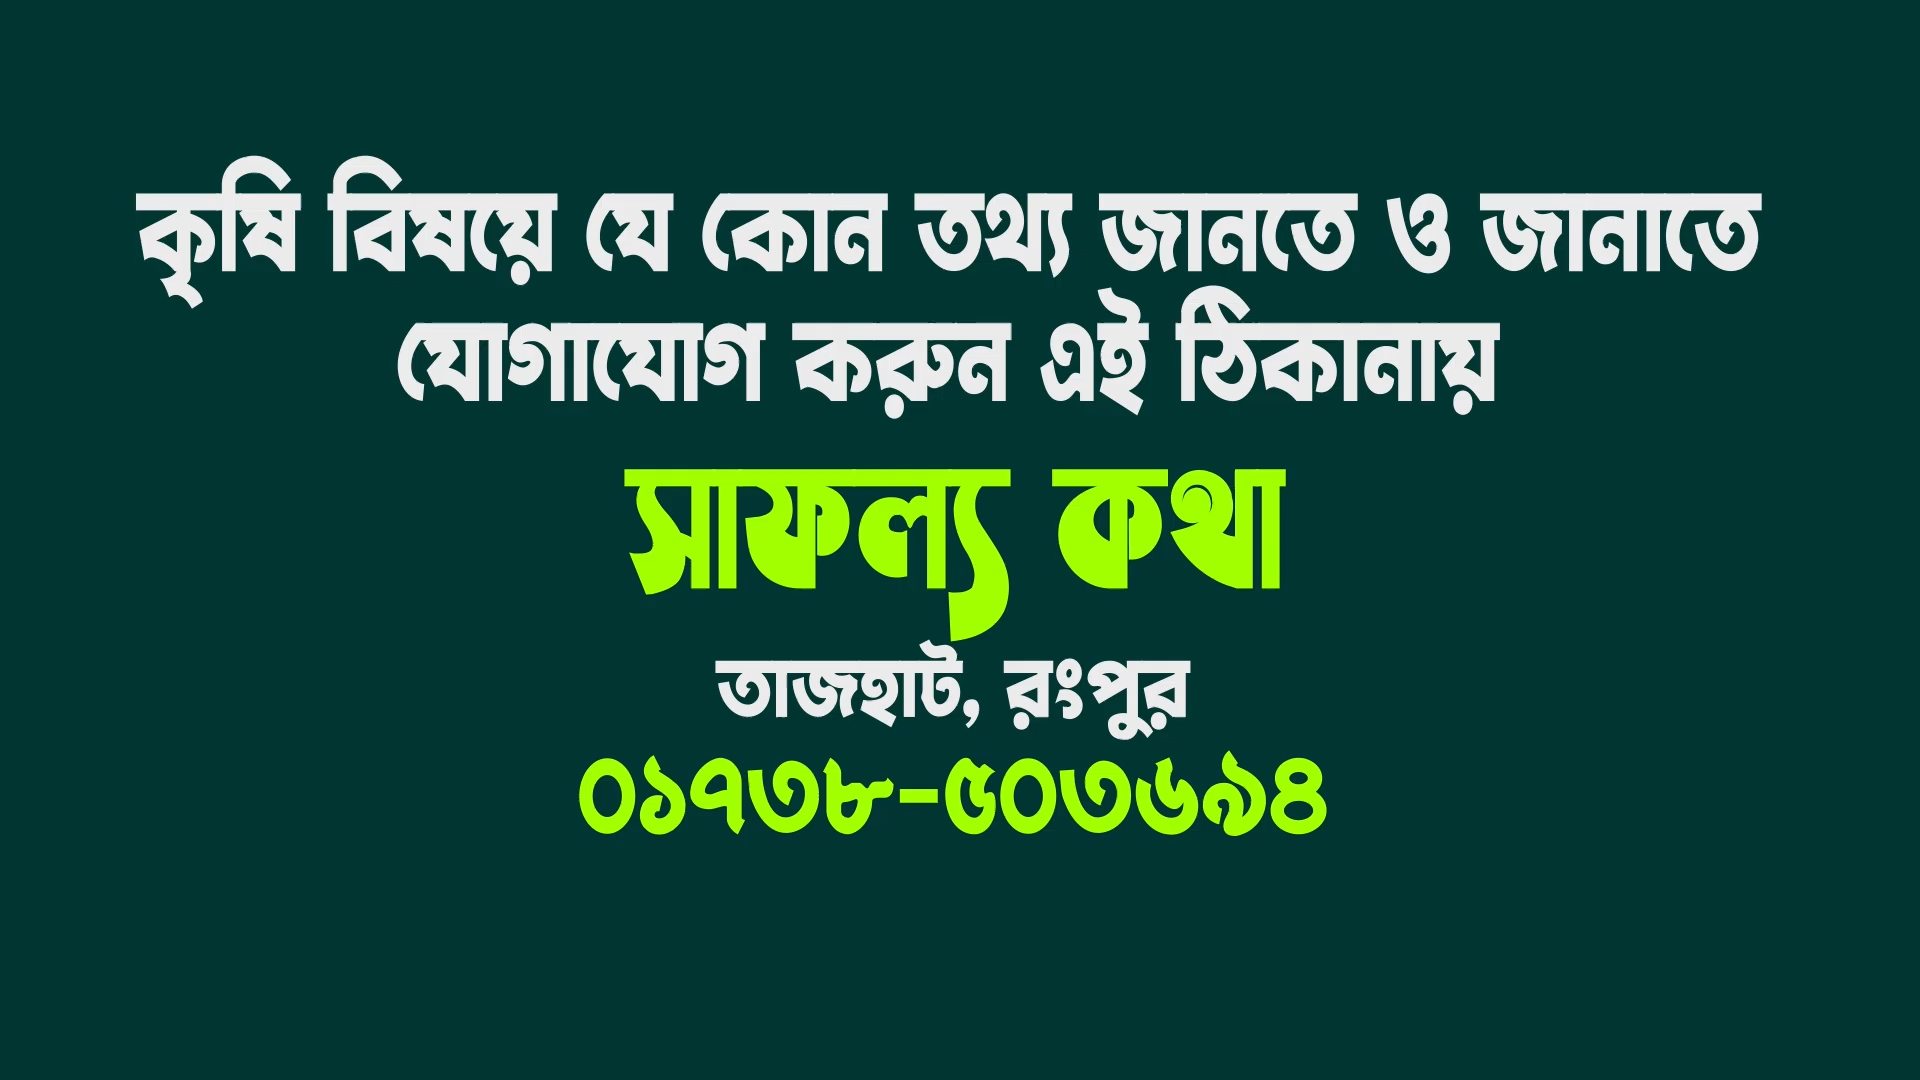 কৃষি বিষয়ে যে কোন তথ্য জানতে ও জানাতে
যোগাযোগ করুন এই ঠিকানায়
সাফল্য কথা
তাজহাট, রংপুর
০১৭৩৮-৫০৩৬৯৪